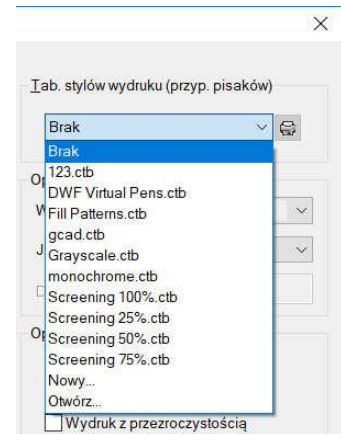 Tab. stylów wydruku (przyp. pisaków)
Brak
Brak
123.ctb
DWF Virtual Pens.ctb
Fill Patterns.ctb
gcad.ctb
Grayscale.ctb
monochrome.ctb
Screening 100%.ctb
Screening 25%.ctb
Screening 50%.ctb
Screening 75%.ctb
Nowy...
Otwórz...
Wydruk z przezroczystością